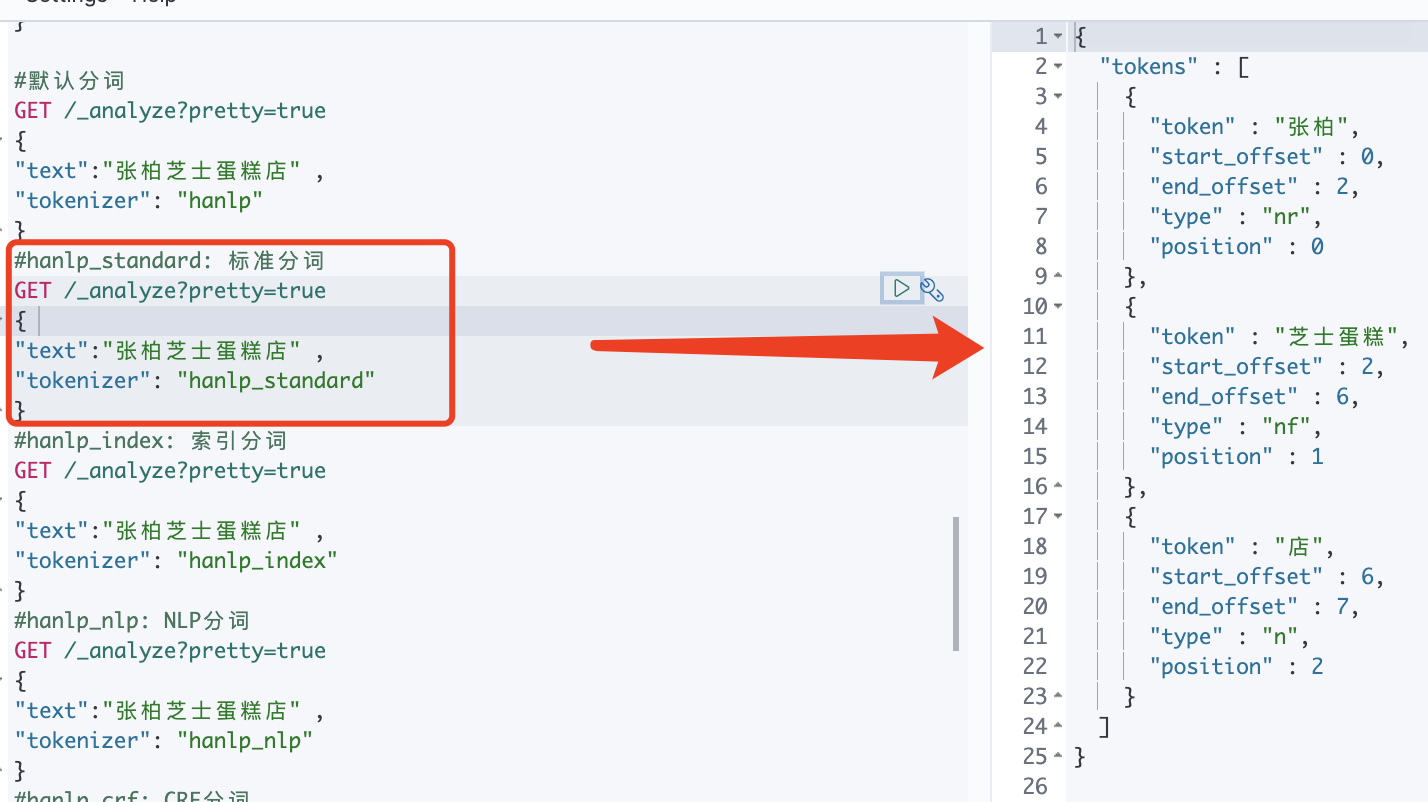 Settings Help
}
#默认分词
GET /_analyze?pretty=true
{
"text":"张柏芝士蛋糕店" ,
"tokenizer": "hanlp"
}
#hanlp_standard: 标准分词
GET /_analyze?pretty=true
{
"text":"张柏芝士蛋糕店" ,
"tokenizer": "hanlp_standard"
}
#hanlp_index: 索引分词
GET /_analyze?pretty=true
{
"text":"张柏芝士蛋糕店" ,
"tokenizer": "hanlp_index"
}
#hanlp_nlp: NLP分词
GET /_analyze?pretty=true
{
"text":"张柏芝士蛋糕店" ,
"tokenizer": "hanlp_nlp"
}
#hanlp_crf: CRF分词
1 {
2 "tokens" : [
3 {
4 "token" : "张柏",
5 "start_offset" : 0,
6 "end_offset" : 2,
7 "type" : "nr",
8 "position" : 0
9 },
10 {
11 "token" : "芝士蛋糕",
12 "start_offset" : 2,
13 "end_offset" : 6,
14 "type" : "nf",
15 "position" : 1
16 },
17 {
18 "token" : "店",
19 "start_offset" : 6,
20 "end_offset" : 7,
21 "type" : "n",
22 "position" : 2
23 }
24 ]
25 }
26